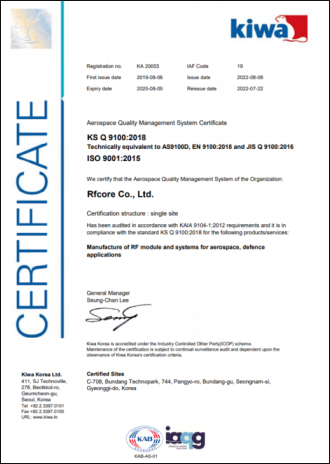 kiwa
CERTIFICATE
Registration no. KA 20053 IAF Code 19
First issue date 2019-08-06 Issue date 2022-08-06
Expiry date 2025-08-05 Reissue date 2022-07-22
Aerospace Quality Management System Certificate
KS Q 9100:2018
Technically equivalent to AS9100D, EN 9100:2018 and JIS Q 9100:2016
ISO 9001:2015
We certify that the Aerospace Quality Management System of the Organization:
Rfcore Co., Ltd.
Certification structure : single site
Has been audited in accordance with KAIA 9104-1:2012 requirements and it is in
compliance with the standard KS Q 9100:2018 for the following products/services:
Manufacture of RF module and systems for aerospace, defence
applications
General Manager
Seung-Chan Lee
Kiwa Korea is accredited under the Industry Controlled Other Party(ICOP) scheme.
Maintenance of the certification is subject to continual surveillance audit and dependent upon the
observance of Kiwa Korea's certification criteria.
Kiwa Korea Ltd.
411, SJ Technoville,
278, Beotkkot-ro,
Geumcheon-gu,
Seoul, Korea
Tel +82.2.3397.0101
Fax +82.2.3397.0105
URL: www.kiwa.kr
Certified Sites
C-708, Bundang Technopark, 744, Pangyo-ro, Bundang-gu, Seongnam-si,
Gyeonggi-do, Korea
KAB
iaqg
KAB-AS-01